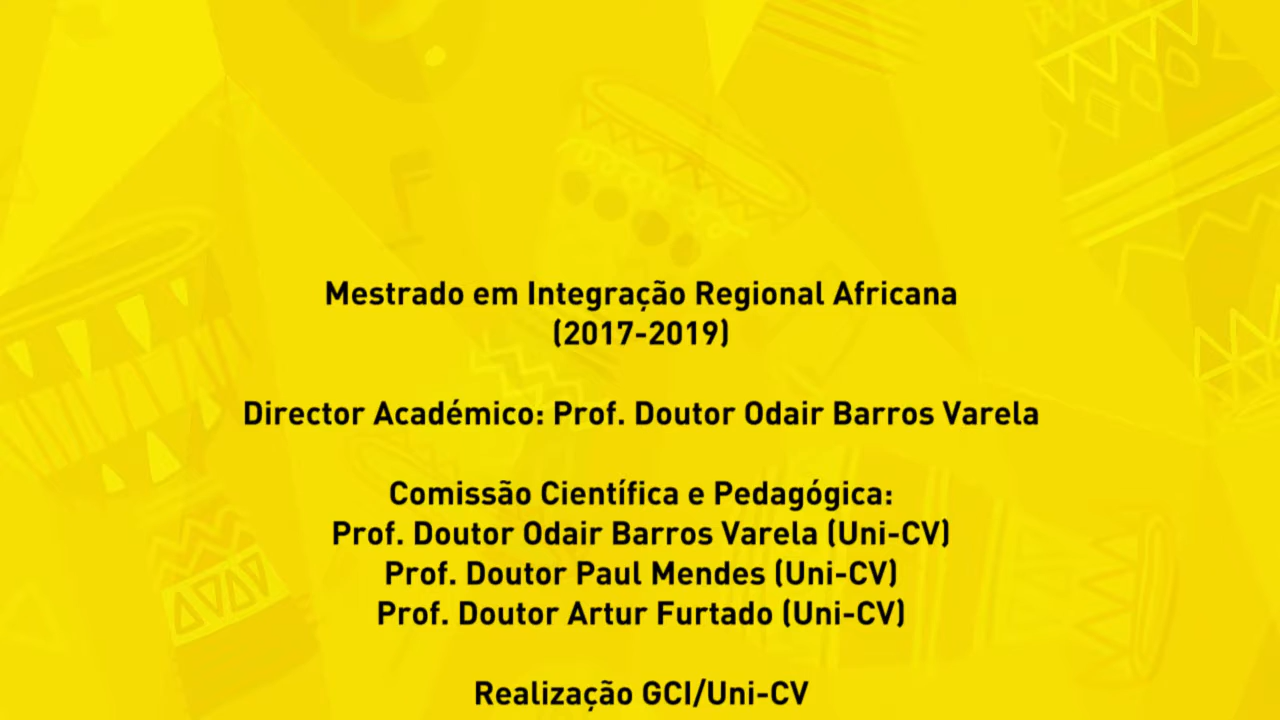 Mestrado em Integração Regional Africana
(2017-2019)
Director Académico: Prof. Doutor Odair Barros Varela
Comissão Científica e Pedagógica:
Prof. Doutor Odair Barros Varela (Uni-CV)
Prof. Doutor Paul Mendes (Uni-CV)
Prof. Doutor Artur Furtado (Uni-CV)
Realização GCI/Uni-CV